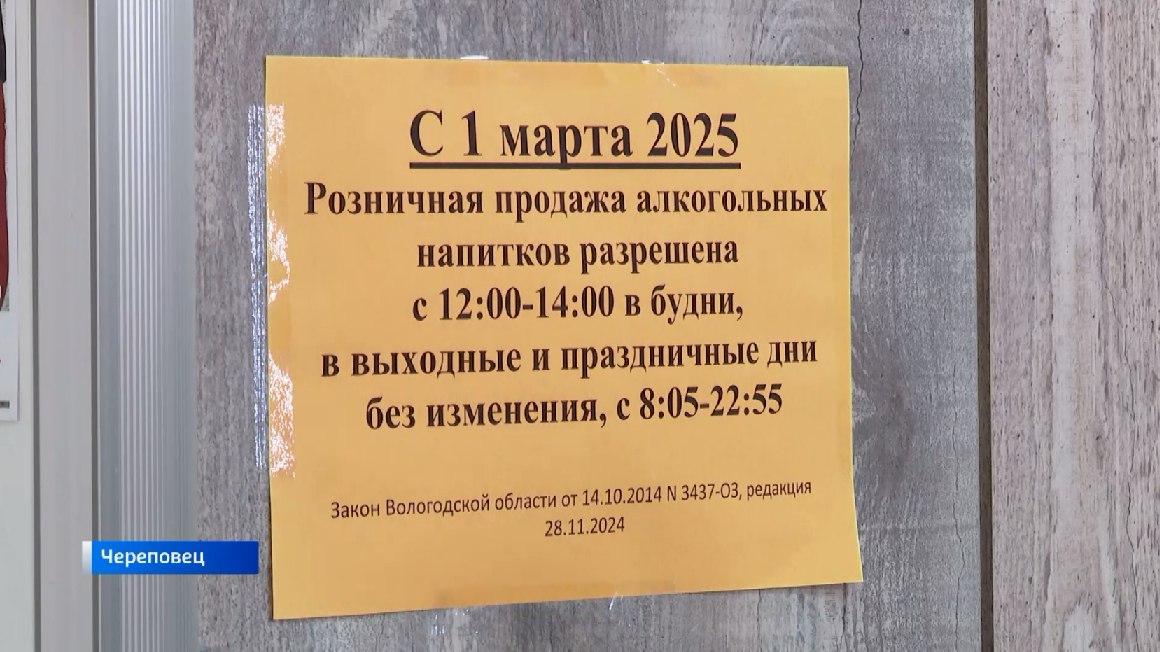 С 1 марта 2025
Розничная продажа алкогольных
напитков разрешена
с 12:00-14:00 в будни,
в выходные и праздничные дни
без изменения, с 8:05-22:55
Закон Вологодской области от 14.10.2014 N 3437-ОЗ, редакция
28.11.2024
Череповец